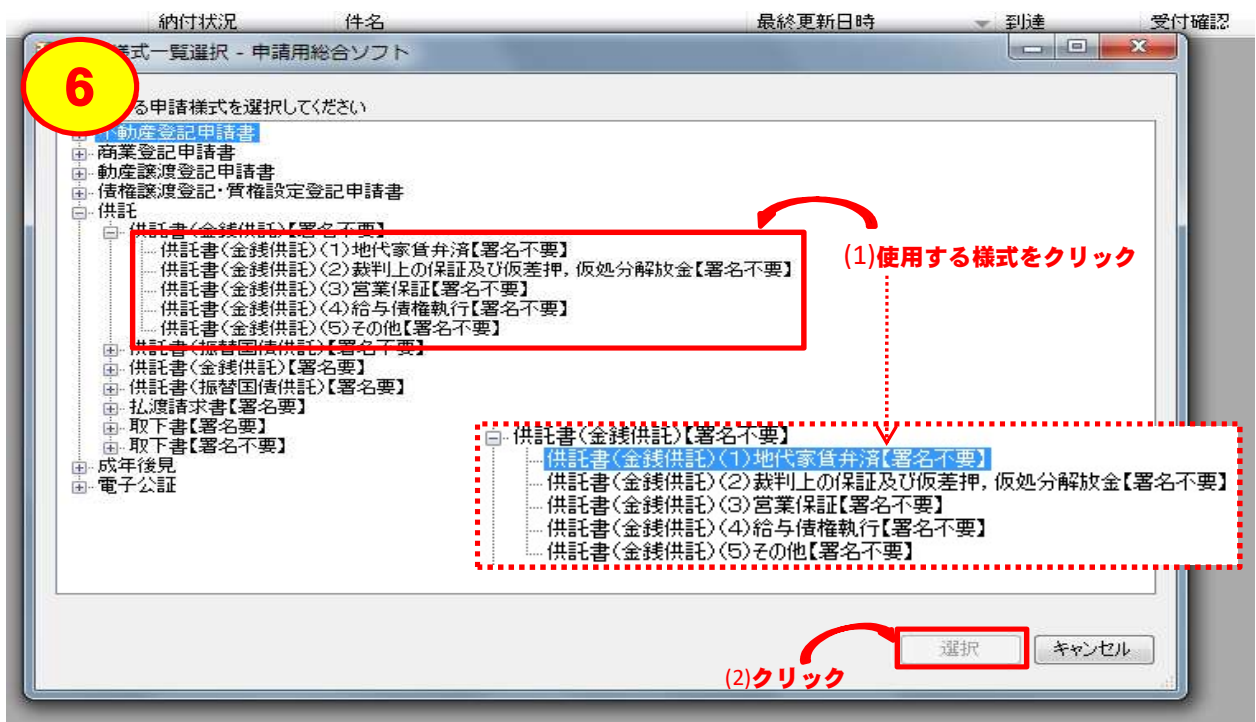 納付状況 件名 最終更新日時 到達 受付確認
様式一覧選択 - 申請用総合ソフト
6
る申請様式を選択してください
不動産登記申請書
商業登記申請書
動産譲渡登記申請書
債権譲渡登記・質権設定登記申請書
供託
供託書(金銭供託)【署名不要】
供託書(金銭供託)(1)地代家賃弁済【署名不要】
供託書(金銭供託)(2)裁判上の保証及び仮差押,仮処分解放金【署名不要】
供託書(金銭供託)(3)営業保証【署名不要】
供託書(金銭供託)(4)給与債権執行【署名不要】
供託書(金銭供託)(5)その他【署名不要】
供託書(振替国債供託)【署名不要】
供託書(金銭供託)【署名要】
供託書(振替国債供託)【署名要】
払渡請求書【署名要】
取下書【署名要】
取下書【署名不要】
成年後見
電子公証
(1)使用する様式をクリック
供託書(金銭供託)【署名不要】
供託書(金銭供託)(1)地代家賃弁済【署名不要】
供託書(金銭供託)(2)裁判上の保証及び仮差押,仮処分解放金【署名不要】
供託書(金銭供託)(3)営業保証【署名不要】
供託書(金銭供託)(4)給与債権執行【署名不要】
供託書(金銭供託)(5)その他【署名不要】
選択 キャンセル
(2)クリック